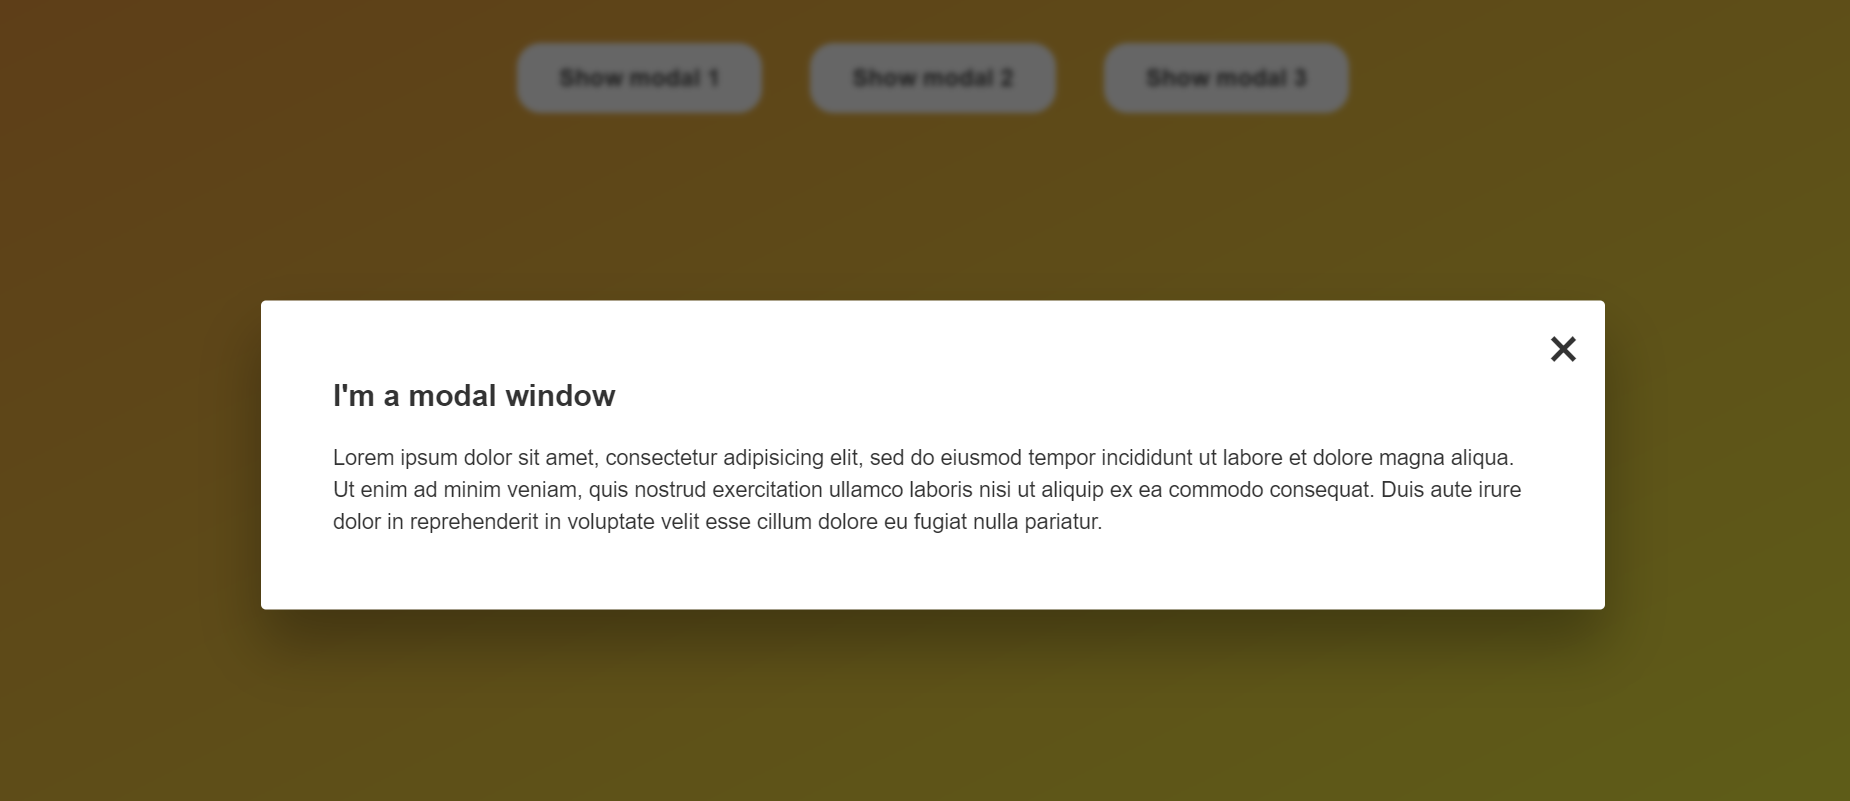 Show modal 1 Show modal 2 Show modal 3
I'm a modal window
Lorem ipsum dolor sit amet, consectetur adipisicing elit, sed do eiusmod tempor incididunt ut labore et dolore magna aliqua.
Ut enim ad minim veniam, quis nostrud exercitation ullamco laboris nisi ut aliquip ex ea commodo consequat. Duis aute irure
dolor in reprehenderit in voluptate velit esse cillum dolore eu fugiat nulla pariatur.